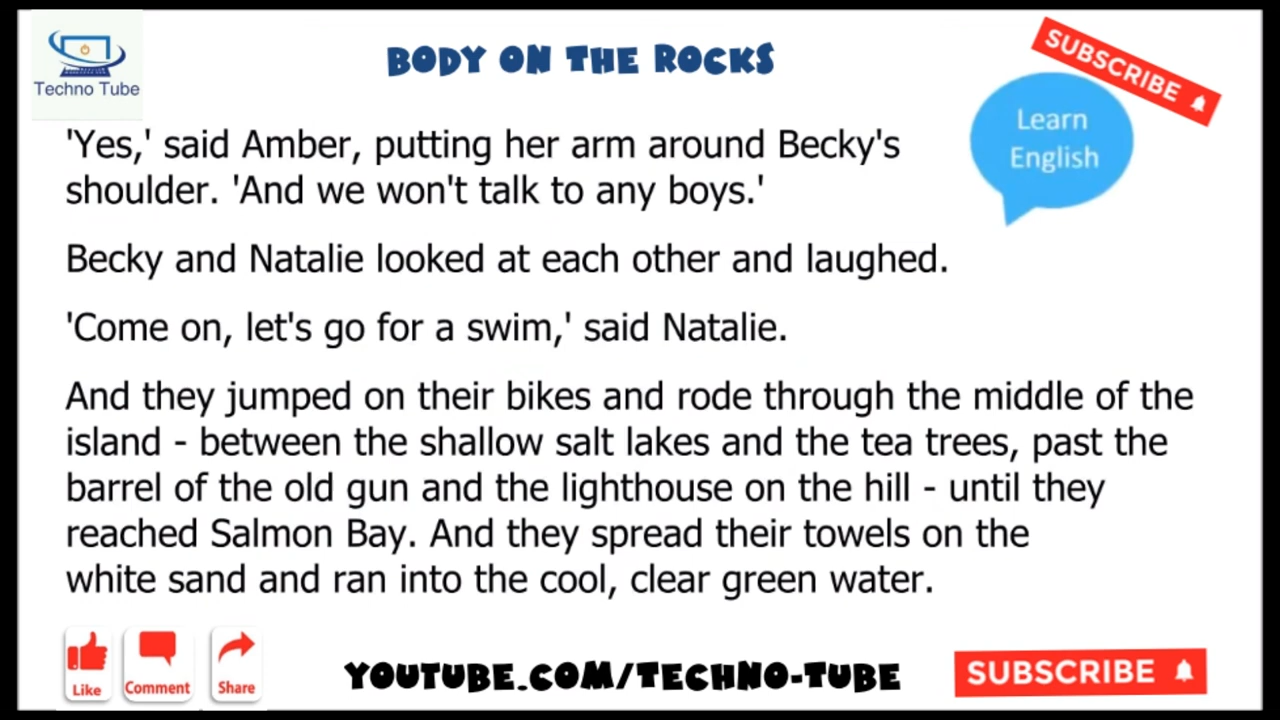 Techno Tube
BODY ON THE ROCKS
SUBSCRIBE
Learn
English
'Yes,' said Amber, putting her arm around Becky's
shoulder. 'And we won't talk to any boys.'
Becky and Natalie looked at each other and laughed.
'Come on, let's go for a swim,' said Natalie.
And they jumped on their bikes and rode through the middle of the
island - between the shallow salt lakes and the tea trees, past the
barrel of the old gun and the lighthouse on the hill - until they
reached Salmon Bay. And they spread their towels on the
white sand and ran into the cool, clear green water.
Like
Comment
Share
YOUTUBE.COM/TECHNO-TUBE
SUBSCRIBE